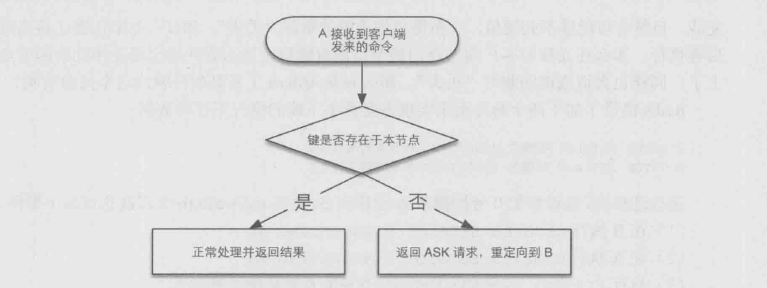 A 接收到客户端
发来的命令
键是否存在于本节点
是
否
正常处理并返回结果
返回 ASK 请求，重定向到 B